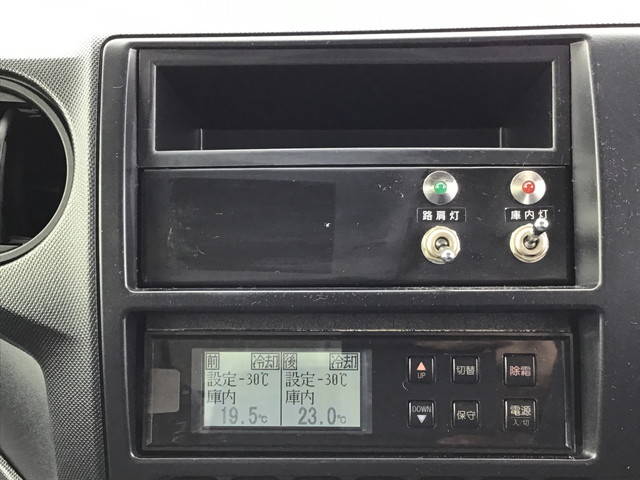 路肩灯 庫内灯
前 冷却 後 冷却
設定-30℃ 設定-30℃
庫内 庫内
19.5℃ 23.0℃
▲ UP 切替 除霜
DOWN ▼ 保守 電源 入/切